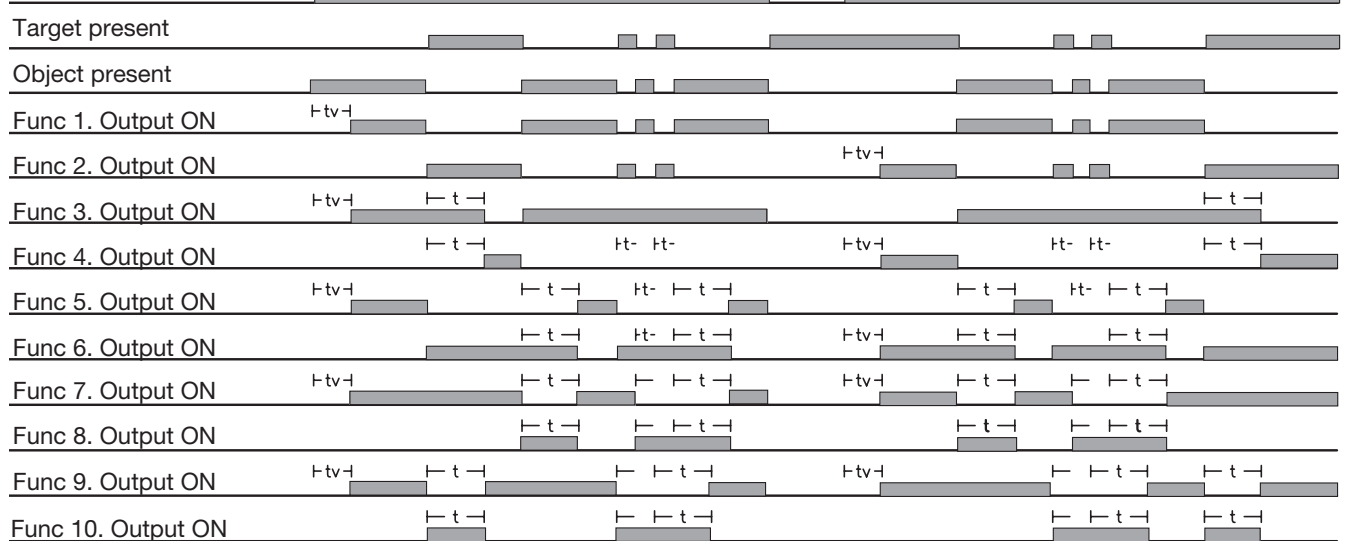 Target present
Object present
tv
Func 1. Output ON
tv
Func 2. Output ON
tv t t
Func 3. Output ON
t t- t- tv t- t- t
Func 4. Output ON
tv t t- t t t- t
Func 5. Output ON
t t- t tv t t
Func 6. Output ON
tv t t tv t t
Func 7. Output ON
t t t t
Func 8. Output ON
tv t t tv t t
Func 9. Output ON
t t t t
Func 10. Output ON